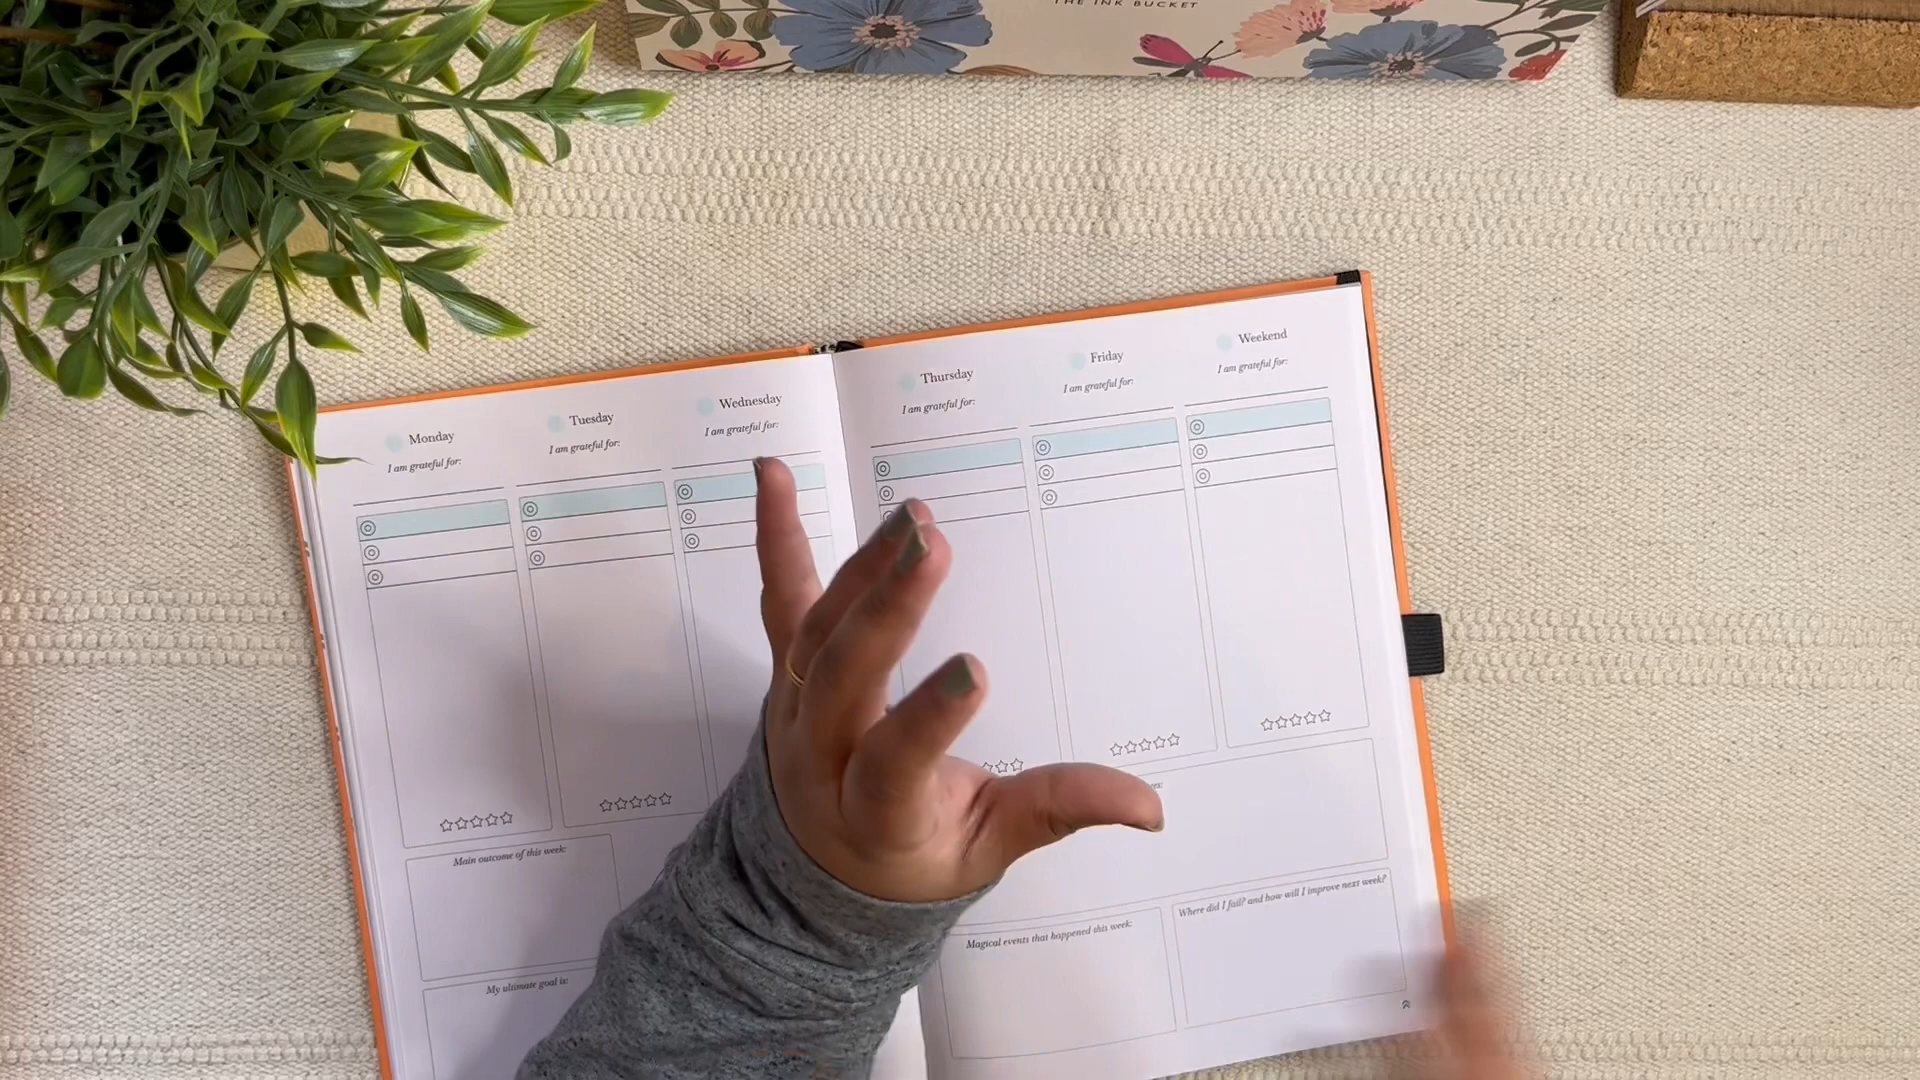 THE INK BUCKET
Monday
I am grateful for:
Tuesday
I am grateful for:
Wednesday
I am grateful for:
Thursday
I am grateful for:
Friday
I am grateful for:
Weekend
I am grateful for:
Main outcome of this week:
My ultimate goal is:
Magical events that happened this week:
Where did I fail? and how will I improve next week?